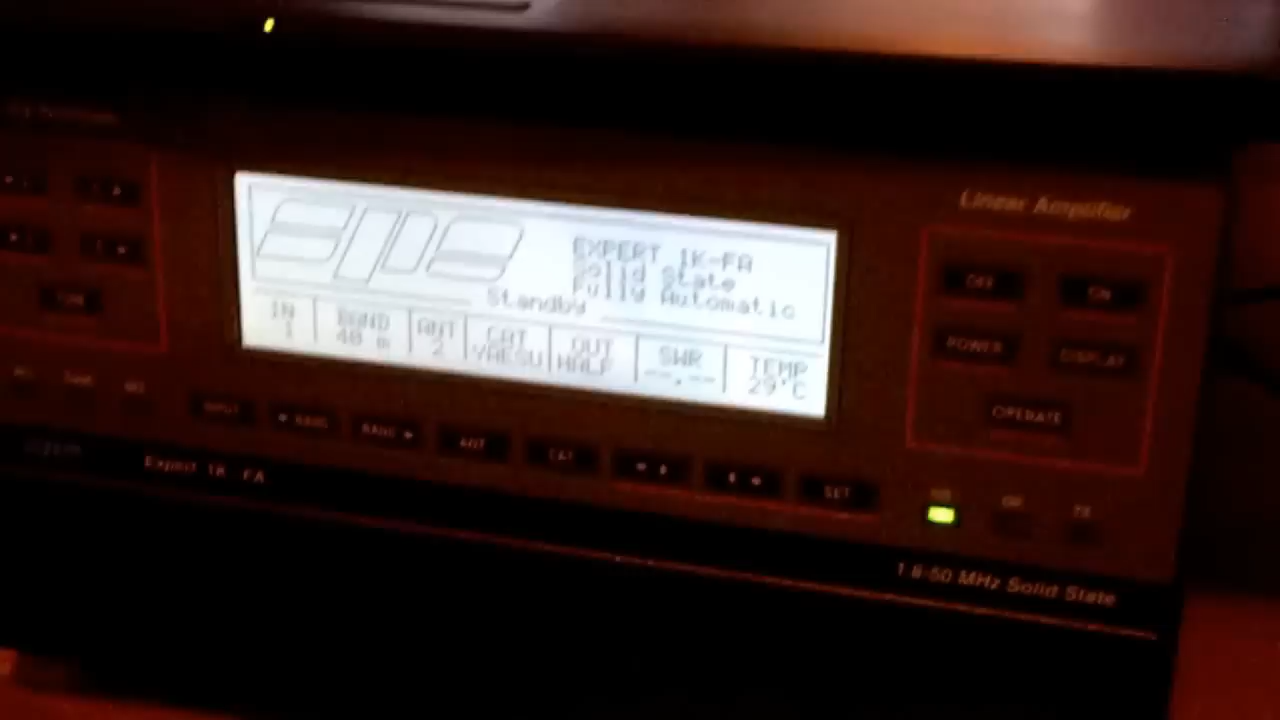 Linear Amplifier
EXPERT 1K-FA
Solid State
Fully Automatic
Standby
IN BAND ANT CAT OUT SWR TEMP
1 40 m 2 YAESU HALF --.-- 29°C
OFF ON
POWER DISPLAY
OPERATE
INPUT ◄ BAND BAND ► ANT CAT SET
Expert 1K - FA
1.8-50 MHz Solid State